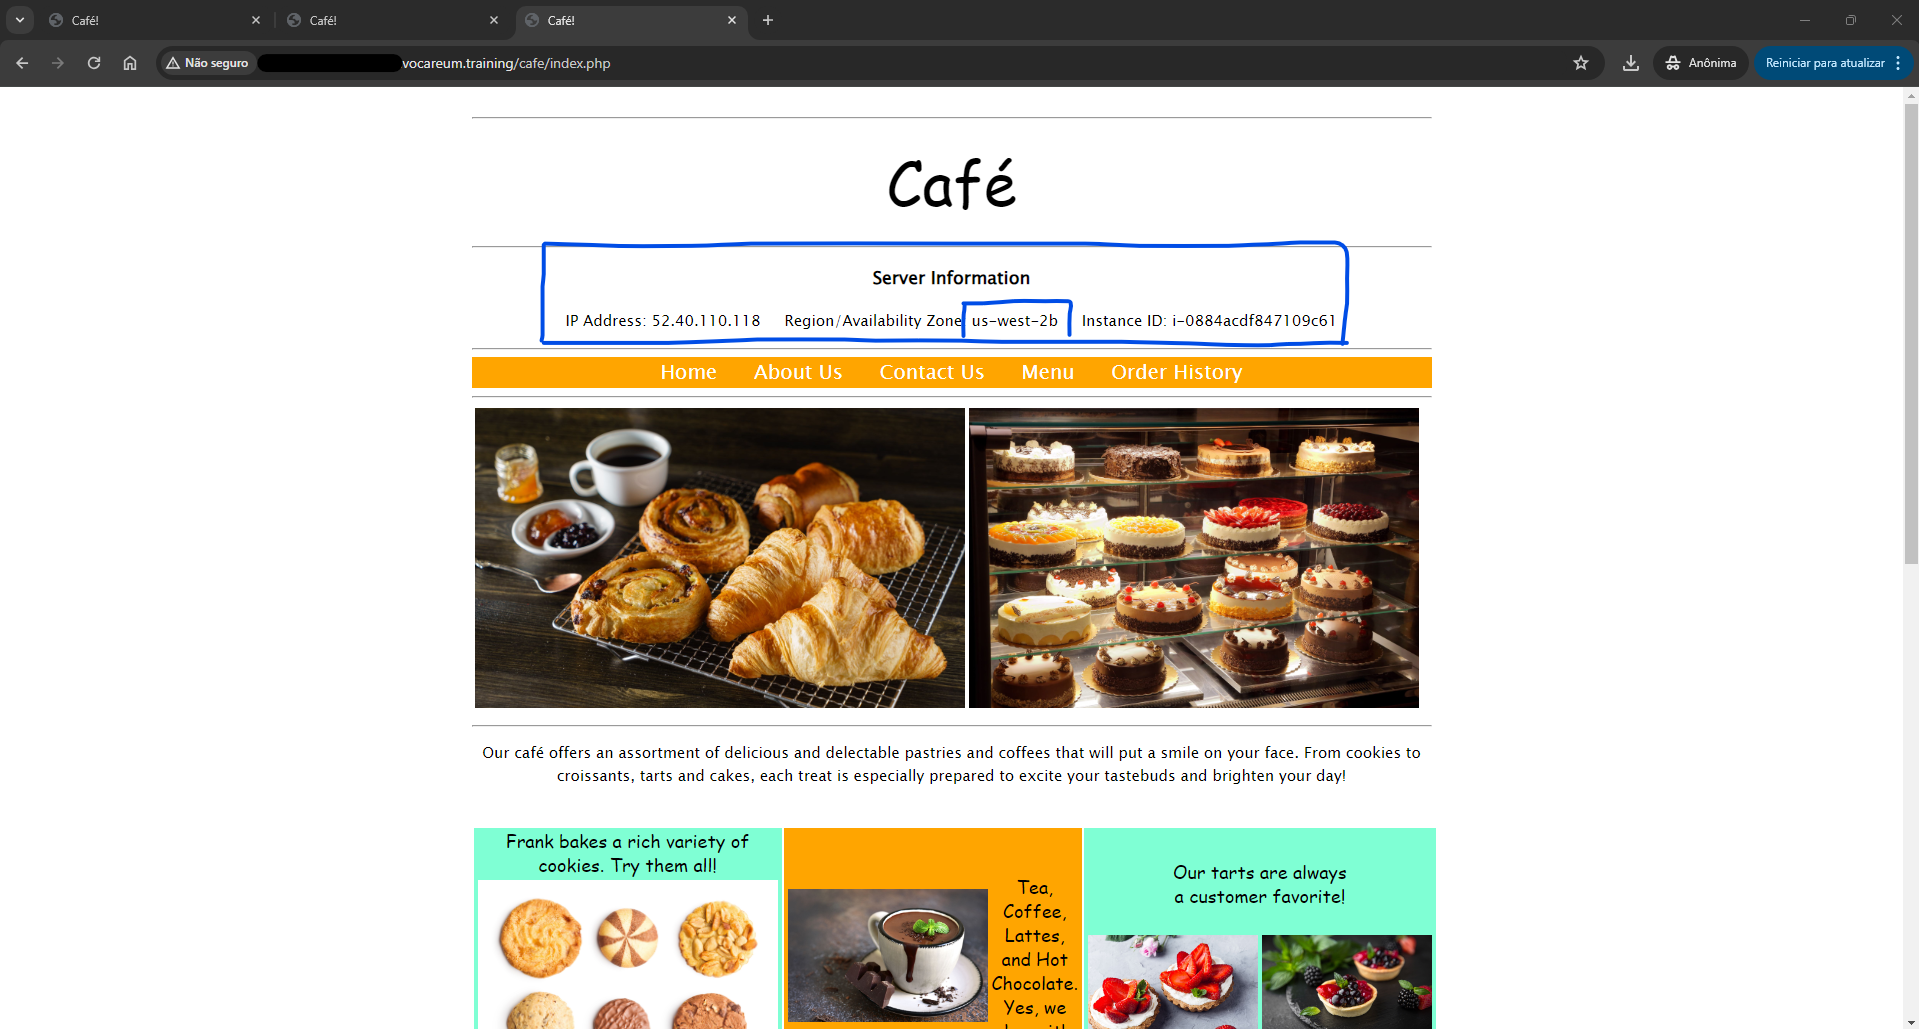 Café!
Café!
Café!
Não seguro
vocareum.training/cafe/index.php
Anônima
Reiniciar para atualizar
Café
Server Information
IP Address: 52.40.110.118 Region/Availability Zone us-west-2b Instance ID: i-0884acdf847109c61
Home About Us Contact Us Menu Order History
Our café offers an assortment of delicious and delectable pastries and coffees that will put a smile on your face. From cookies to
croissants, tarts and cakes, each treat is especially prepared to excite your tastebuds and brighten your day!
Frank bakes a rich variety of
cookies. Try them all!
Tea,
Coffee,
Lattes,
and Hot
Chocolate.
Yes, we
Our tarts are always
a customer favorite!